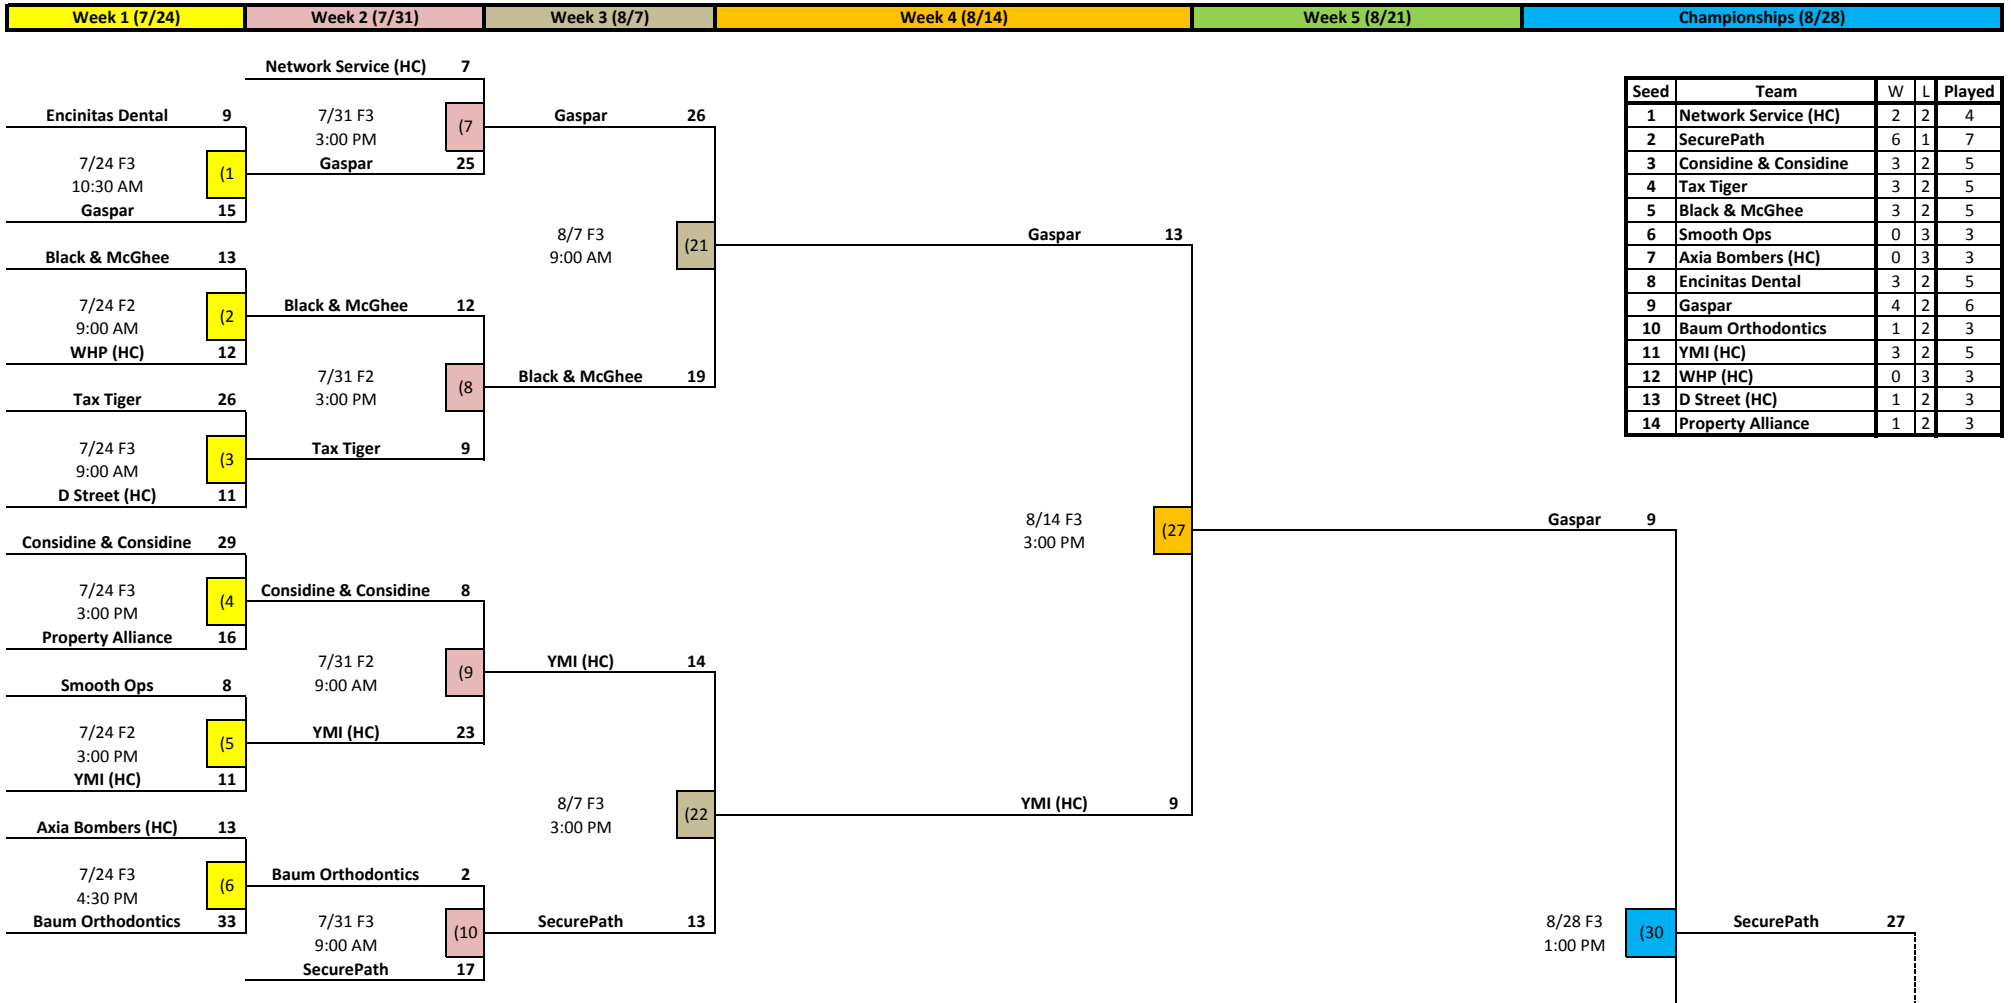 Week 1 (7/24) Week 2 (7/31) Week 3 (8/7) Week 4 (8/14) Week 5 (8/21) Championships (8/28)
Network Service (HC) 7
Encinitas Dental 9
7/31 F3
3:00 PM
(7
Gaspar 26
7/24 F3
10:30 AM
(1
Gaspar 25
Gaspar 15
8/7 F3
9:00 AM
(21
Gaspar 13
Black & McGhee 13
7/24 F2
9:00 AM
(2
Black & McGhee 12
WHP (HC) 12
7/31 F2
3:00 PM
(8
Black & McGhee 19
Tax Tiger 26
7/24 F3
9:00 AM
(3
Tax Tiger 9
D Street (HC) 11
8/14 F3
3:00 PM
(27
Gaspar 9
Considine & Considine 29
7/24 F3
3:00 PM
(4
Considine & Considine 8
Property Alliance 16
7/31 F2
9:00 AM
(9
YMI (HC) 14
Smooth Ops 8
7/24 F2
3:00 PM
(5
YMI (HC) 23
YMI (HC) 11
8/7 F3
3:00 PM
(22
YMI (HC) 9
Axia Bombers (HC) 13
7/24 F3
4:30 PM
(6
Baum Orthodontics 2
Baum Orthodontics 33
7/31 F3
9:00 AM
(10
SecurePath 13
SecurePath 17
8/28 F3
1:00 PM
(30
SecurePath 27
Seed Team W L Played
1 Network Service (HC) 2 2 4
2 SecurePath 6 1 7
3 Considine & Considine 3 2 5
4 Tax Tiger 3 2 5
5 Black & McGhee 3 2 5
6 Smooth Ops 0 3 3
7 Axia Bombers (HC) 0 3 3
8 Encinitas Dental 3 2 5
9 Gaspar 4 2 6
10 Baum Orthodontics 1 2 3
11 YMI (HC) 3 2 5
12 WHP (HC) 0 3 3
13 D Street (HC) 1 2 3
14 Property Alliance 1 2 3